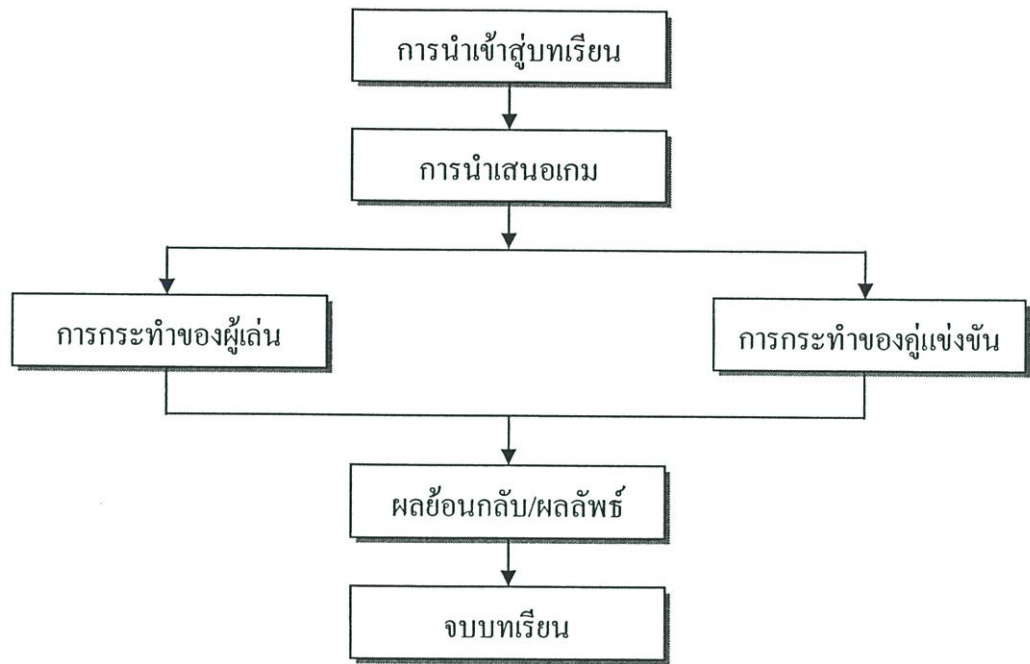 การนำเข้าสู่บทเรียน
การนำเสนอเกม
การกระทำของผู้เล่น
การกระทำของคู่แข่งขัน
ผลย้อนกลับ/ผลลัพธ์
จบบทเรียน